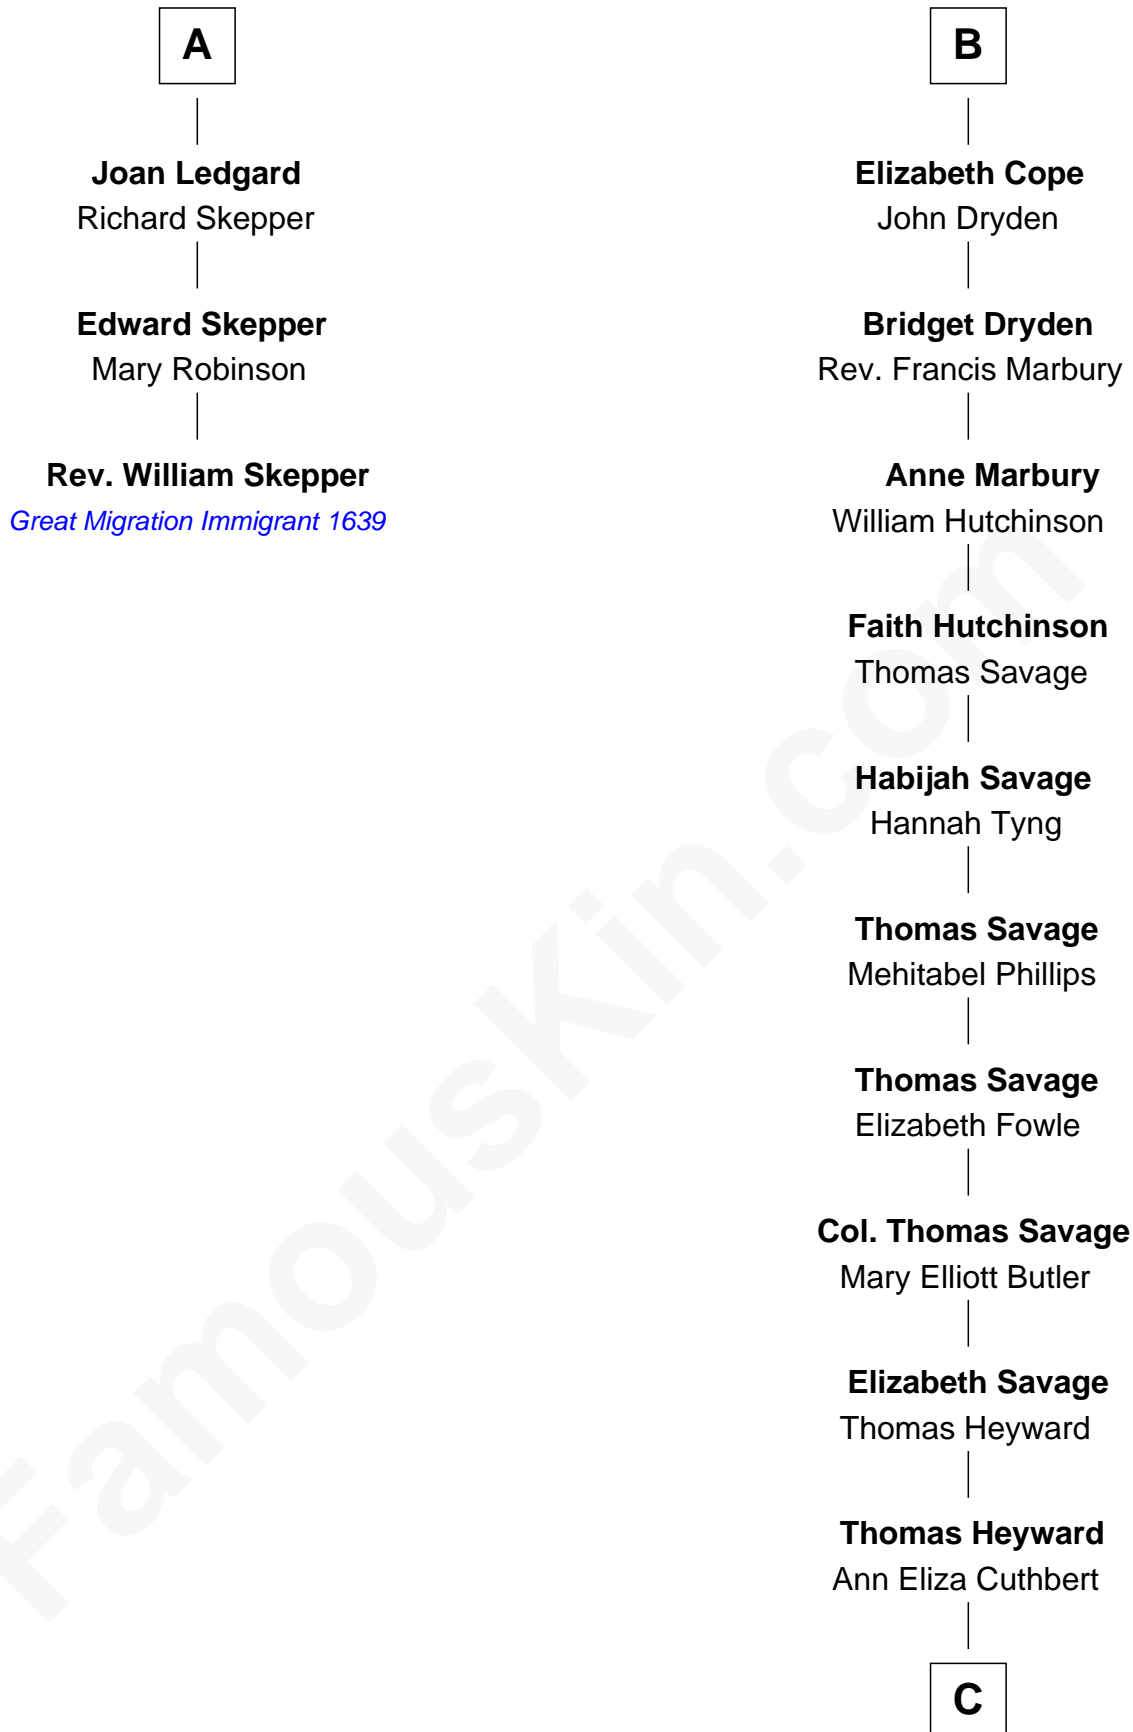 A
Joan Ledgard
Richard Skepper
Edward Skepper
Mary Robinson
Rev. William Skepper
Great Migration Immigrant 1639
B
Elizabeth Cope
John Dryden
Bridget Dryden
Rev. Francis Marbury
Anne Marbury
William Hutchinson
Faith Hutchinson
Thomas Savage
Habijah Savage
Hannah Tyng
Thomas Savage
Mehitabel Phillips
Thomas Savage
Elizabeth Fowle
Col. Thomas Savage
Mary Elliott Butler
Elizabeth Savage
Thomas Heyward
Thomas Heyward
Ann Eliza Cuthbert
C
FamousKin.com